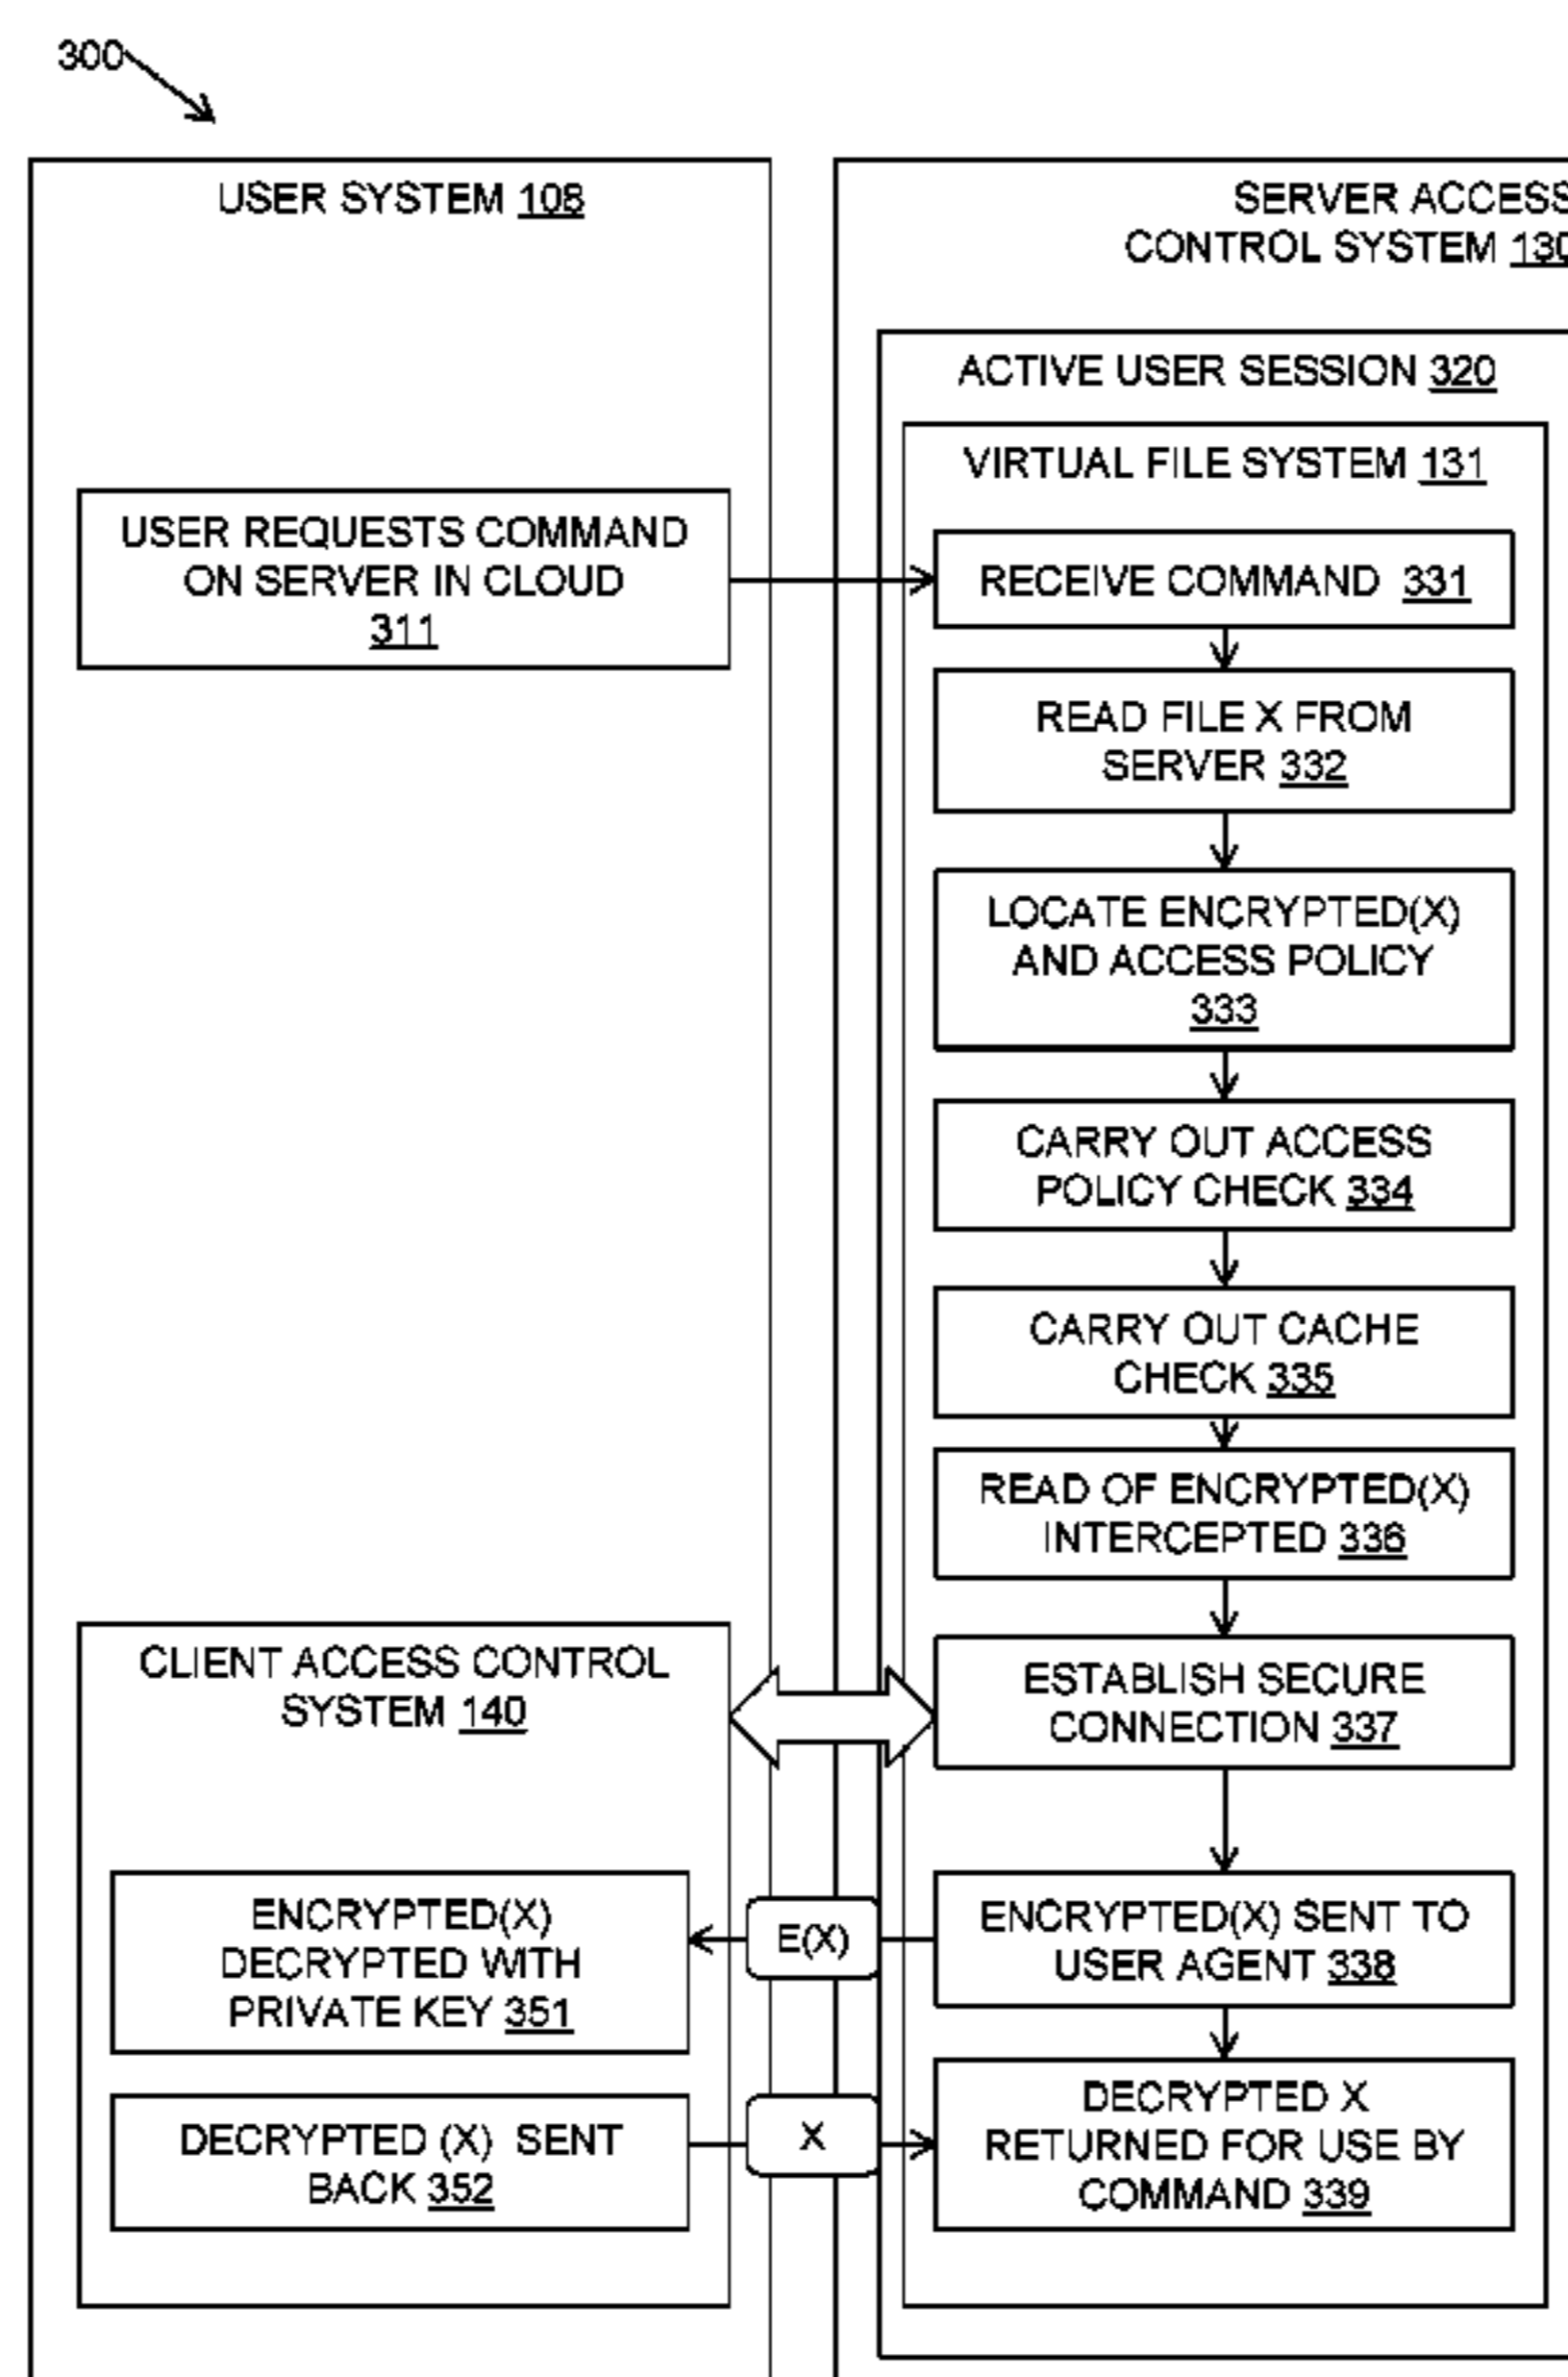 300
USER SYSTEM 108
USER REQUESTS COMMAND
ON SERVER IN CLOUD
311
CLIENT ACCESS CONTROL
SYSTEM 140
ENCRYPTED(X)
DECRYPTED WITH
PRIVATE KEY 351
DECRYPTED (X) SENT
BACK 352
E(X)
X
SERVER ACCESS
CONTROL SYSTEM 130
ACTIVE USER SESSION 320
VIRTUAL FILE SYSTEM 131
RECEIVE COMMAND 331
READ FILE X FROM
SERVER 332
LOCATE ENCRYPTED(X)
AND ACCESS POLICY
333
CARRY OUT ACCESS
POLICY CHECK 334
CARRY OUT CACHE
CHECK 335
READ OF ENCRYPTED(X)
INTERCEPTED 336
ESTABLISH SECURE
CONNECTION 337
ENCRYPTED(X) SENT TO
USER AGENT 338
DECRYPTED X
RETURNED FOR USE BY
COMMAND 339